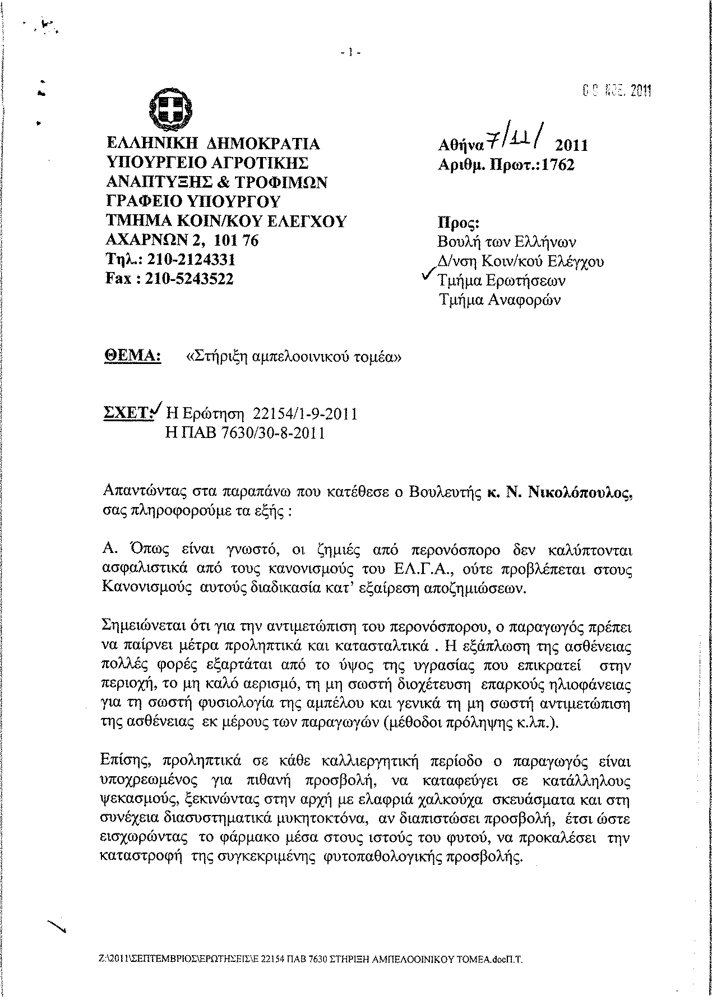 - 1 -
2011
ΕΛΛΗΝΙΚΗ ΔΗΜΟΚΡΑΤΙΑ
ΥΠΟΥΡΓΕΙΟ ΑΓΡΟΤΙΚΗΣ
ΑΝΑΠΤΥΞΗΣ & ΤΡΟΦΙΜΩΝ
ΓΡΑΦΕΙΟ ΥΠΟΥΡΓΟΥ
ΤΜΗΜΑ ΚΟΙΝ/ΚΟΥ ΕΛΕΓΧΟΥ
ΑΧΑΡΝΩΝ 2, 101 76
Τηλ.: 210-2124331
Fax : 210-5243522
Αθήνα 7/11/ 2011
Αριθμ. Πρωτ.:1762
Προς:
Βουλή των Ελλήνων
Δ/νση Κοιν/κού Ελέγχου
Τμήμα Ερωτήσεων
Τμήμα Αναφορών
ΘΕΜΑ: «Στήριξη αμπελοοινικού τομέα»
ΣΧΕΤ: Η Ερώτηση 22154/1-9-2011
Η ΠΑΒ 7630/30-8-2011
Απαντώντας στα παραπάνω που κατέθεσε ο Βουλευτής κ. Ν. Νικολόπουλος,
σας πληροφορούμε τα εξής :
Α. Όπως είναι γνωστό, οι ζημιές από περονόσπορο δεν καλύπτονται
ασφαλιστικά από τους κανονισμούς του ΕΛ.Γ.Α., ούτε προβλέπεται στους
Κανονισμούς αυτούς διαδικασία κατ’ εξαίρεση αποζημιώσεων.
Σημειώνεται ότι για την αντιμετώπιση του περονόσπορου, ο παραγωγός πρέπει
να παίρνει μέτρα προληπτικά και κατασταλτικά . Η εξάπλωση της ασθένειας
πολλές φορές εξαρτάται από το ύψος της υγρασίας που επικρατεί στην
περιοχή, το μη καλό αερισμό, τη μη σωστή διοχέτευση επαρκούς ηλιοφάνειας
για τη σωστή φυσιολογία της αμπέλου και γενικά τη μη σωστή αντιμετώπιση
της ασθένειας εκ μέρους των παραγωγών (μέθοδοι πρόληψης κ.λπ.).
Επίσης, προληπτικά σε κάθε καλλιεργητική περίοδο ο παραγωγός είναι
υποχρεωμένος για πιθανή προσβολή, να καταφεύγει σε κατάλληλους
ψεκασμούς, ξεκινώντας στην αρχή με ελαφριά χαλκούχα σκευάσματα και στη
συνέχεια διασυστηματικά μυκητοκτόνα, αν διαπιστώσει προσβολή, έτσι ώστε
εισχωρώντας το φάρμακο μέσα στους ιστούς του φυτού, να προκαλέσει την
καταστροφή της συγκεκριμένης φυτοπαθολογικής προσβολής.
Z:\2011\ΣΕΠΤΕΜΒΡΙΟΣ\ΕΡΩΤΗΣΕΙΣ\Ε 22154 ΠΑΒ 7630 ΣΤΗΡΙΞΗ ΑΜΠΕΛΟΟΙΝΙΚΟΥ ΤΟΜΕΑ.docΠ.Τ.